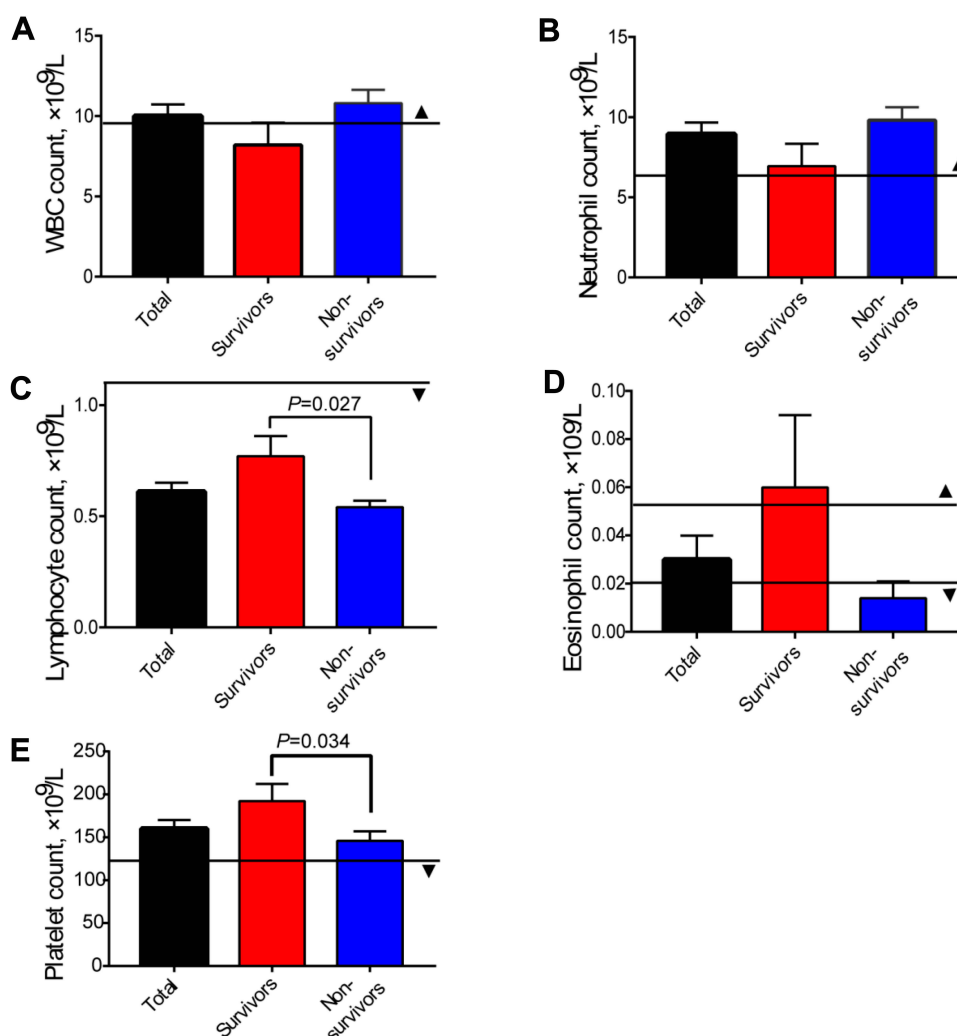 A
WBC count, ×10⁹/L
15
10
5
0
Total
Survivors
Non-
survivors
▲
B
Neutrophil count, ×10⁹/L
15
10
5
0
Total
Survivors
Non-
survivors
▲
C
Lymphocyte count, ×10⁹/L
1.0
0.5
0.0
P=0.027
Total
Survivors
Non-
survivors
▼
D
Eosinophil count, ×109/L
0.10
0.08
0.06
0.04
0.02
0.00
Total
Survivors
Non-
survivors
▲
▼
E
Platelet count, ×10⁹/L
250
200
150
100
50
0
P=0.034
Total
Survivors
Non-
survivors
▼